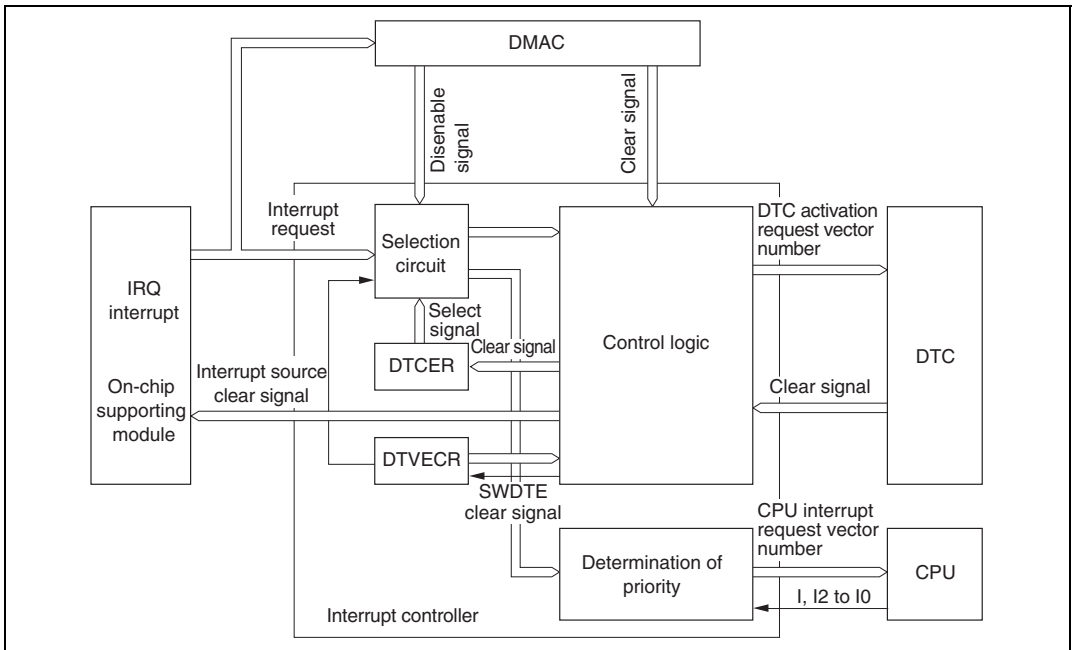 DMAC
Disenable
signal
Clear signal
Interrupt
request
Selection
circuit
DTC activation
request vector
number
IRQ
interrupt
On-chip
supporting
module
Select
signal
DTCER
Clear signal
Control logic
DTC
Interrupt source
clear signal
Clear signal
DTVECR
SWDTE
clear signal
CPU interrupt
request vector
number
Determination of
priority
CPU
I, I2 to I0
Interrupt controller